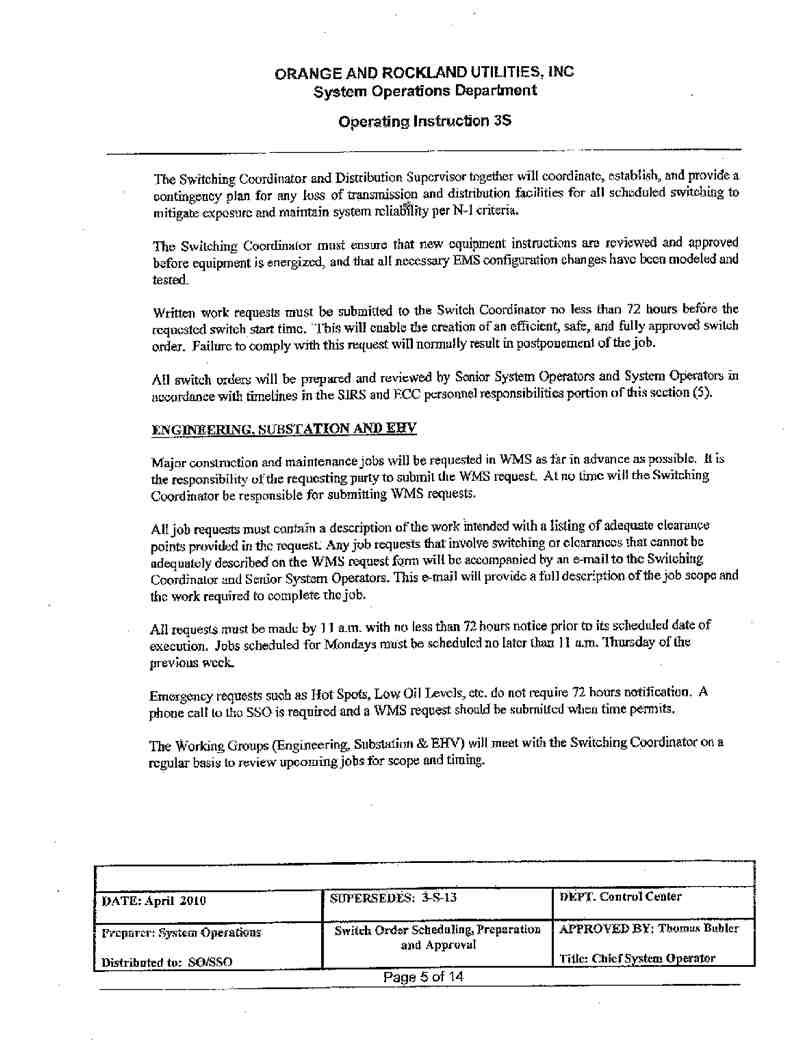 ORANGE AND ROCKLAND UTILITIES, INC
System Operations Department
Operating Instruction 3S
The Switching Coordinator and Distribution Supervisor together will coordinate, establish, and provide a
contingency plan for any loss of transmission and distribution facilities for all scheduled switching to
mitigate exposure and maintain system reliability per N-1 criteria.
The Switching Coordinator must ensure that new equipment instructions are reviewed and approved
before equipment is energized, and that all necessary EMS configuration changes have been modeled and
tested.
Written work requests must be submitted to the Switch Coordinator no less than 72 hours before the
requested switch start time. This will enable the creation of an efficient, safe, and fully approved switch
order. Failure to comply with this request will normally result in postponement of the job.
All switch orders will be prepared and reviewed by Senior System Operators and System Operators in
accordance with timelines in the SIRS and ECC personnel responsibilities portion of this section (5).
ENGINEERING, SUBSTATION AND EHV
Major construction and maintenance jobs will be requested in WMS as far in advance as possible. It is
the responsibility of the requesting party to submit the WMS request. At no time will the Switching
Coordinator be responsible for submitting WMS requests.
All job requests must contain a description of the work intended with a listing of adequate clearance
points provided in the request. Any job requests that involve switching or clearances that cannot be
adequately described on the WMS request form will be accompanied by an e-mail to the Switching
Coordinator and Senior System Operators. This e-mail will provide a full description of the job scope and
the work required to complete the job.
All requests must be made by 11 a.m. with no less than 72 hours notice prior to its scheduled date of
execution. Jobs scheduled for Mondays must be scheduled no later than 11 a.m. Thursday of the
previous week.
Emergency requests such as Hot Spots, Low Oil Levels, etc. do not require 72 hours notification. A
phone call to the SSO is required and a WMS request should be submitted when time permits.
The Working Groups (Engineering, Substation & EHV) will meet with the Switching Coordinator on a
regular basis to review upcoming jobs for scope and timing.
DATE: April 2010
SUPERSEDES: 3-S-13
DEPT. Control Center
Preparer: System Operations
Distributed to: SO/SSO
Switch Order Scheduling, Preparation
and Approval
APPROVED BY: Thomas Buhler
Title: Chief System Operator
Page 5 of 14